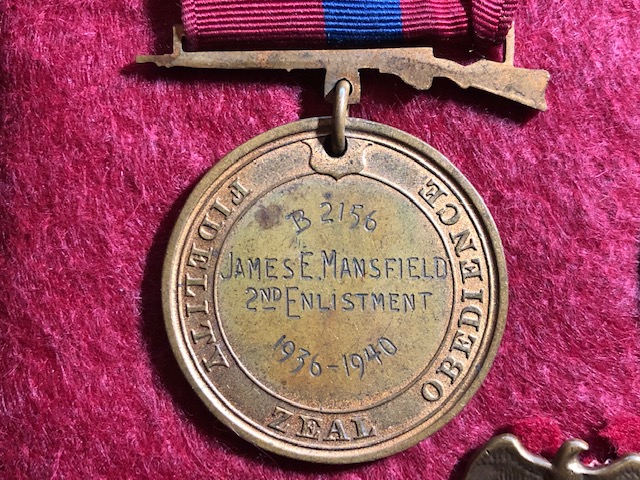 B 2156
JAMES E. MANSFIELD
2ND ENLISTMENT
1936-1940
FIDELITY
ZEAL
OBEDIENCE